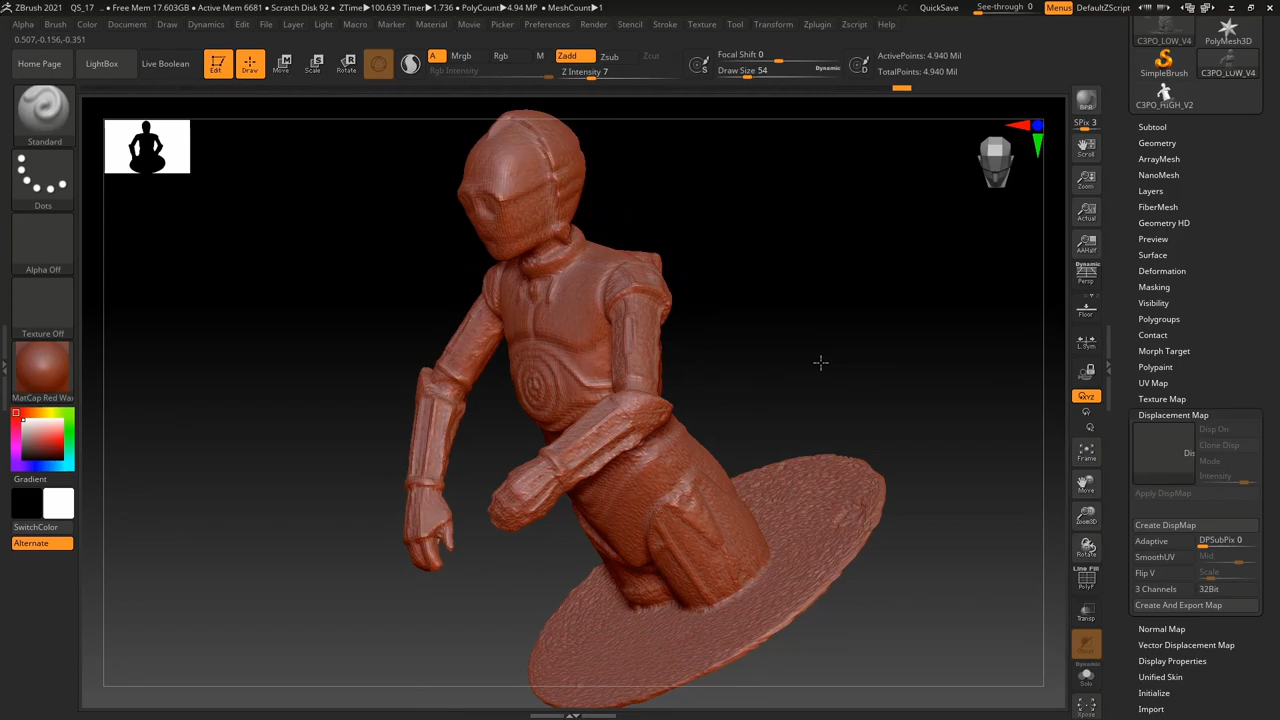 ZBrush 2021 QS_17 .. • Free Mem 17.603GB • Active Mem 6681 • Scratch Disk 92 • ZTime▶100.639 Timer▶1.736 • PolyCount▶4.94 MP • MeshCount▶1 AC QuickSave See-through 0 Menus DefaultZScript
Alpha Brush Color Document Draw Dynamics Edit File Layer Light Macro Marker Material Movie Picker Preferences Render Stencil Stroke Texture Tool Transform Zplugin Zscript Help
0.507,-0.156,-0.351
Home Page LightBox Live Boolean Edit Draw Move Scale Rotate A Mrgb Rgb M Zadd Zsub Zcut
Rgb Intensity Z Intensity 7
S Focal Shift 0
Draw Size 54 Dynamic
D ActivePoints: 4.940 Mil
TotalPoints: 4.940 Mil
Standard
Dots
Alpha Off
Texture Off
MatCap Red Wa
Gradient
SwitchColor
Alternate
BPR
SPix 3
Scroll
Zoom
Actual
AAHalf
Dynamic
Persp
Floor
L.Sym
XYZ
Frame
Move
Zoom3D
Rotate
Line Fill
PolyF
Transp
Dynamic
Solo
Xpose
C3PO_LOW_V4 PolyMesh3D
SimpleBrush C3PO_LOW_V4
C3PO_HIGH_V2
Subtool
Geometry
ArrayMesh
NanoMesh
Layers
FiberMesh
Geometry HD
Preview
Surface
Deformation
Masking
Visibility
Polygroups
Contact
Morph Target
Polypaint
UV Map
Texture Map
Displacement Map
Dis Disp On
Clone Disp
Mode
Intensity
Apply DispMap
Create DispMap
Adaptive DPSubPix 0
SmoothUV Mid
Flip V Scale
3 Channels 32Bit
Create And Export Map
Normal Map
Vector Displacement Map
Display Properties
Unified Skin
Initialize
Import